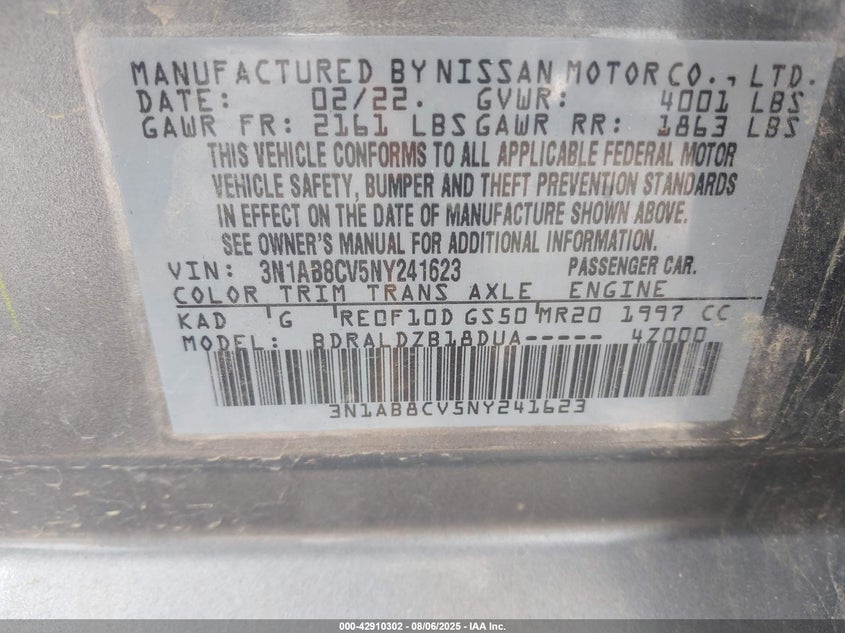 MANUFACTURED BY NISSAN MOTOR CO., LTD.
DATE: 02/22. GVWR: 4001 LBS
GAWR FR: 2161 LBS GAWR RR: 1863 LBS
THIS VEHICLE CONFORMS TO ALL APPLICABLE FEDERAL MOTOR
VEHICLE SAFETY, BUMPER AND THEFT PREVENTION STANDARDS
IN EFFECT ON THE DATE OF MANUFACTURE SHOWN ABOVE.
SEE OWNER'S MANUAL FOR ADDITIONAL INFORMATION.
VIN: 3N1AB8CV5NY241623 PASSENGER CAR.
COLOR TRIM TRANS AXLE ENGINE
KAD G RE0F10D GS50 MR20 1997 CC
MODEL: BDRALDZB18DUA----- 4Z000
3N1AB8CV5NY241623
000-42910302 - 08/06/2025 - IAA Inc.